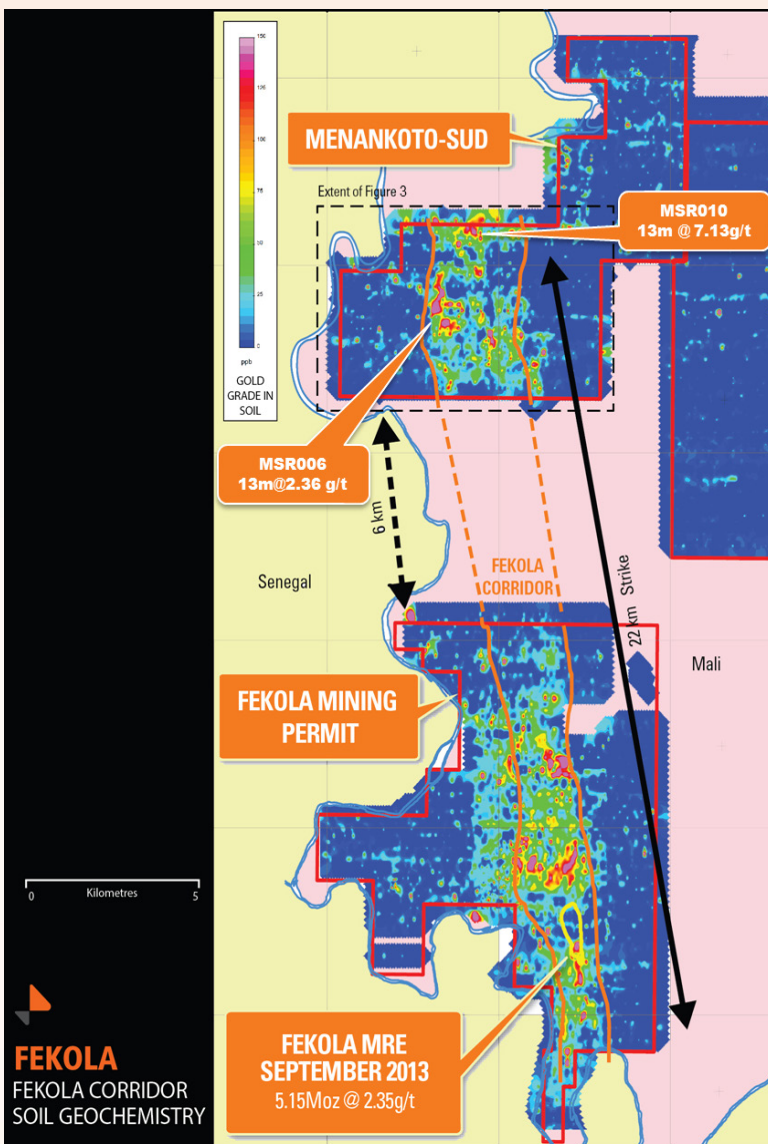 150
125
100
75
50
25
0
ppb
GOLD
GRADE IN
SOIL
MENANKOTO-SUD
Extent of Figure 3
MSR010
13m @ 7.13g/t
MSR006
13m@2.36 g/t
6 km
FEKOLA
CORRIDOR
Senegal
22 km Strike
Mali
FEKOLA MINING
PERMIT
0 Kilometres 5
FEKOLA MRE
SEPTEMBER 2013
5.15Moz @ 2.35g/t
FEKOLA
FEKOLA CORRIDOR
SOIL GEOCHEMISTRY